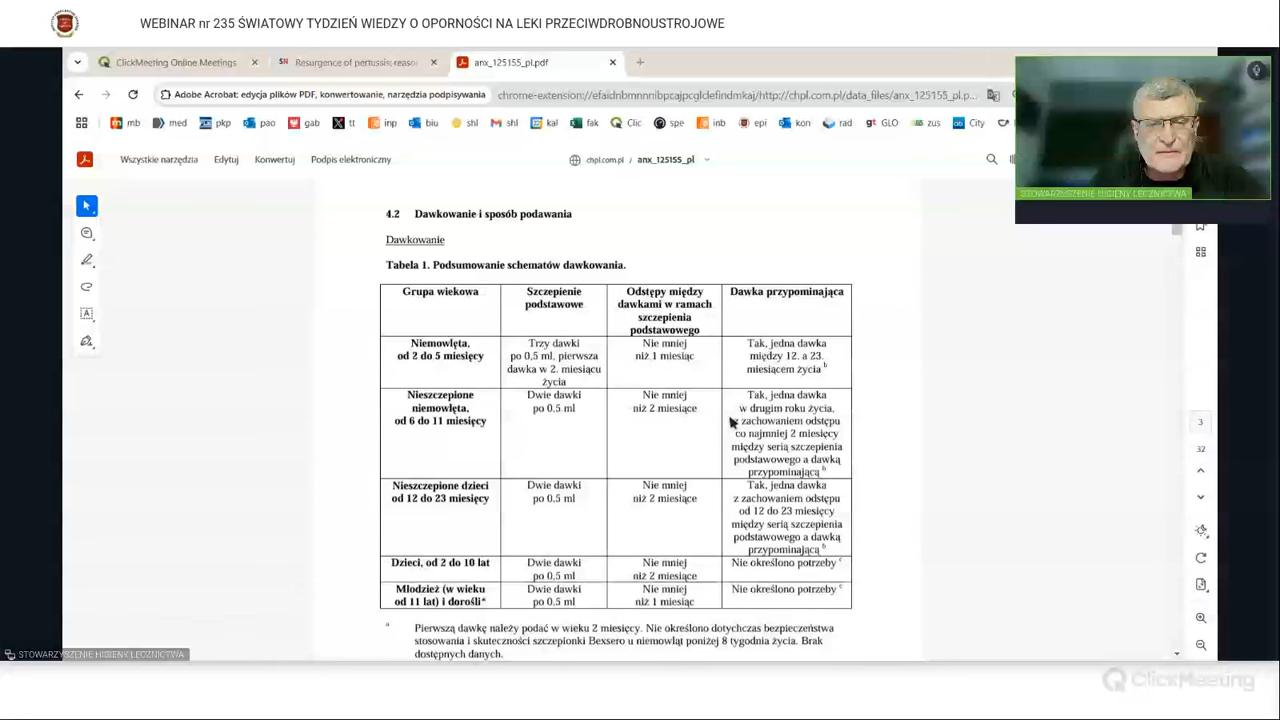 WEBINAR nr 235 ŚWIATOWY TYDZIEŃ WIEDZY O OPORNOŚCI NA LEKI PRZECIWDROBNOUSTROJOWE
ClickMeeting Online Meetings
Resurgence of pertussis: reaso
anx_125155_pl.pdf
Adobe Acrobat: edycja plików PDF, konwertowanie, narzędzia podpisywania
chrome-extension://efaidnbmnnnibpcajpcglclefindmkaj/http://chpl.com.pl/data_files/anx_125155_pl.p...
mb med pkp pao gab tt inp biu shl shl kal fak Clic spe inb epi kon rad GLO zus City
Wszystkie narzędzia Edytuj Konwertuj Podpis elektroniczny
chpl.com.pl / anx_125155_pl
STOWARZYSZENIE HIGIENY LECZNICTWA
4.2 Dawkowanie i sposób podawania
Dawkowanie
Tabela 1. Podsumowanie schematów dawkowania.
Grupa wiekowa
Szczepienie
podstawowe
Odstępy między
dawkami w ramach
szczepienia
podstawowego
Dawka przypominająca
Niemowlęta,
od 2 do 5 miesięcy
Trzy dawki
po 0,5 ml, pierwsza
dawka w 2. miesiącu
życia
Nie mniej
niż 1 miesiąc
Tak, jedna dawka
między 12. a 23.
miesiącem życia b
Nieszczepione
niemowlęta,
od 6 do 11 miesięcy
Dwie dawki
po 0,5 ml
Nie mniej
niż 2 miesiące
Tak, jedna dawka
w drugim roku życia,
z zachowaniem odstępu
co najmniej 2 miesięcy
między serią szczepienia
podstawowego a dawką
przypominającą b
Nieszczepione dzieci
od 12 do 23 miesięcy
Dwie dawki
po 0,5 ml
Nie mniej
niż 2 miesiące
Tak, jedna dawka
z zachowaniem odstępu
od 12 do 23 miesięcy
między serią szczepienia
podstawowego a dawką
przypominającą b
Dzieci, od 2 do 10 lat
Dwie dawki
po 0,5 ml
Nie mniej
niż 2 miesiące
Nie określono potrzeby c
Młodzież (w wieku
od 11 lat) i dorośli*
Dwie dawki
po 0,5 ml
Nie mniej
niż 1 miesiąc
Nie określono potrzeby c
a Pierwszą dawkę należy podać w wieku 2 miesięcy. Nie określono dotychczas bezpieczeństwa
stosowania i skuteczności szczepionki Bexsero u niemowląt poniżej 8 tygodnia życia. Brak
dostępnych danych.
3
32
STOWARZYSZENIE HIGIENY LECZNICTWA
ClickMeeting